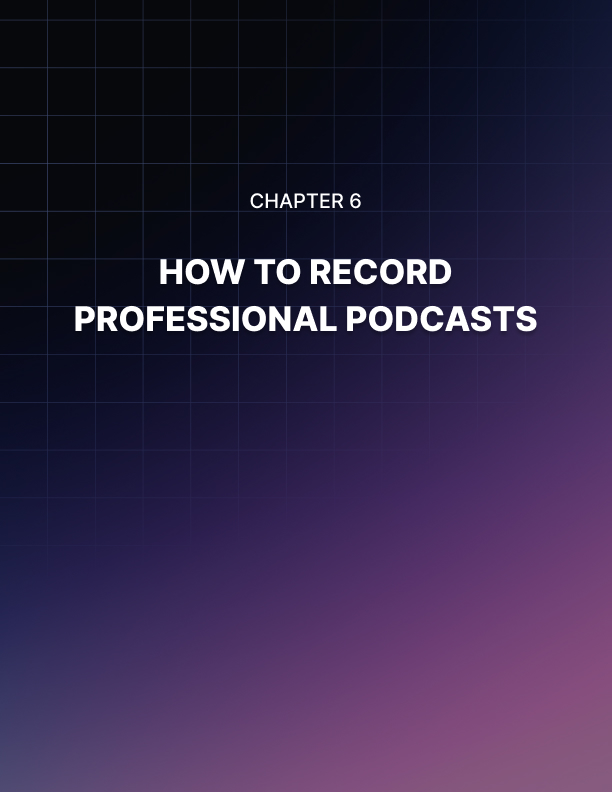 CHAPTER 6
HOW TO RECORD
PROFESSIONAL PODCASTS